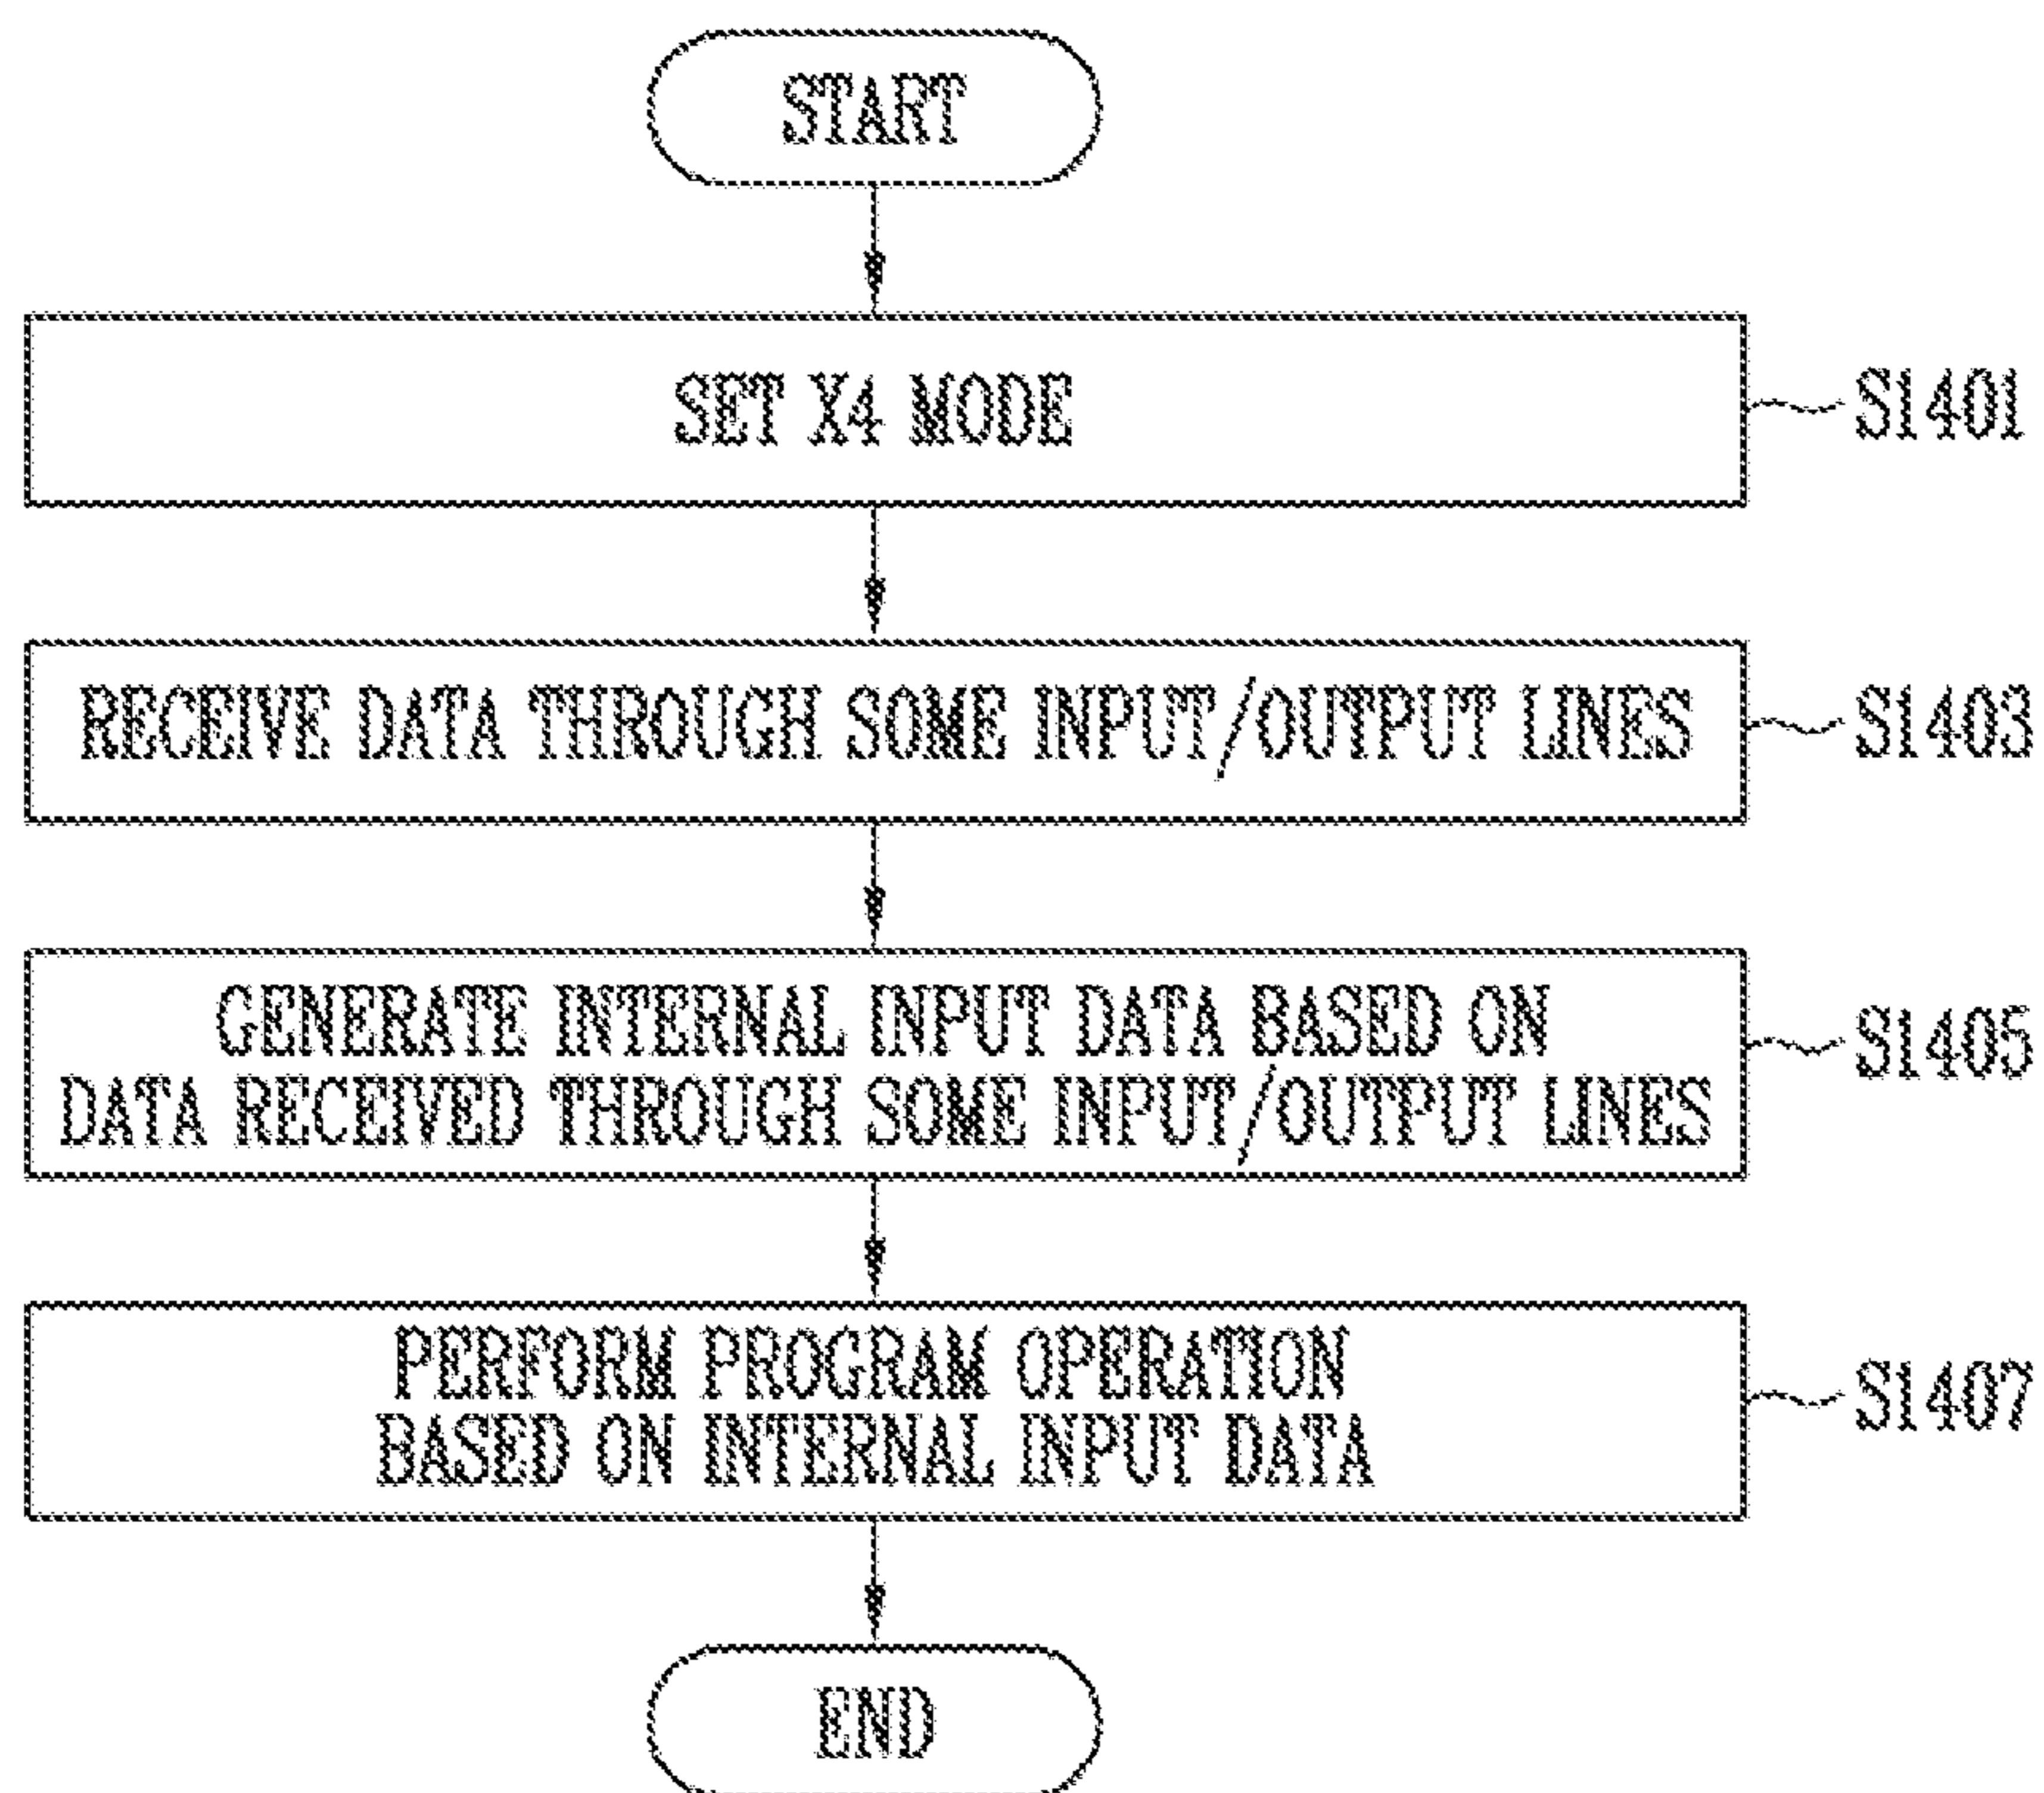 START
SET X4 MODE
S1401
RECEIVE DATA THROUGH SOME INPUT/OUTPUT LINES
S1403
GENERATE INTERNAL INPUT DATA BASED ON
DATA RECEIVED THROUGH SOME INPUT/OUTPUT LINES
S1405
PERFORM PROGRAM OPERATION
BASED ON INTERNAL INPUT DATA
S1407
END